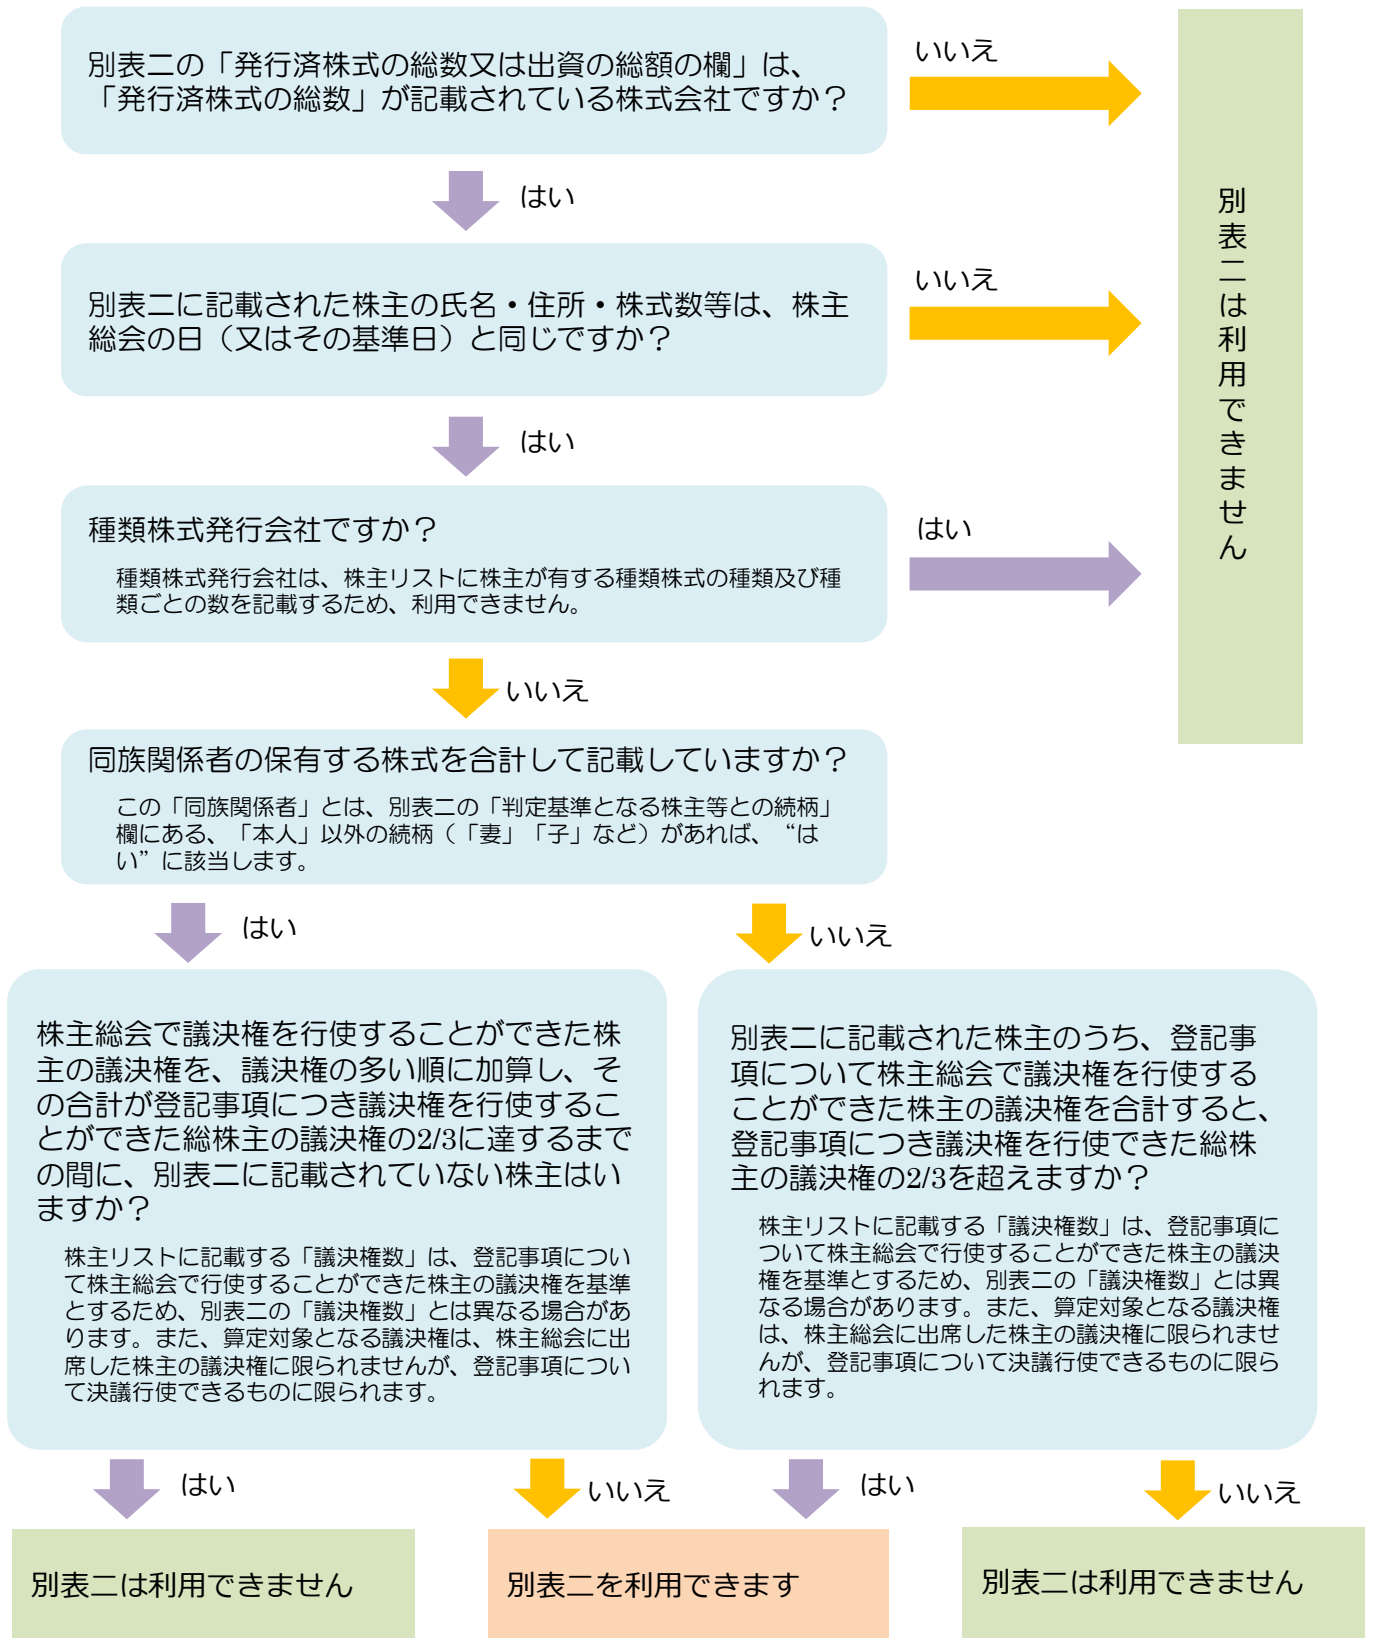 別表二の「発行済株式の総数又は出資の総額の欄」は、
「発行済株式の総数」が記載されている株式会社ですか？
いいえ
はい
別表二に記載された株主の氏名・住所・株式数等は、株主
総会の日（又はその基準日）と同じですか？
いいえ
はい
種類株式発行会社ですか？
種類株式発行会社は、株主リストに株主が有する種類株式の種類及び種
類ごとの数を記載するため、利用できません。
はい
別表二は利用できません
いいえ
同族関係者の保有する株式を合計して記載していますか？
この「同族関係者」とは、別表二の「判定基準となる株主等との続柄」
欄にある、「本人」以外の続柄（「妻」「子」など）があれば、“は
い”に該当します。
はい
いいえ
株主総会で議決権を行使することができた株
主の議決権を、議決権の多い順に加算し、そ
の合計が登記事項につき議決権を行使するこ
とができた総株主の議決権の2/3に達するまで
の間に、別表二に記載されていない株主はい
ますか？
株主リストに記載する「議決権数」は、登記事項につい
て株主総会で行使することができた株主の議決権を基準
とするため、別表二の「議決権数」とは異なる場合があ
ります。また、算定対象となる議決権は、株主総会に出
席した株主の議決権に限られませんが、登記事項につい
て決議行使できるものに限られます。
別表二に記載された株主のうち、登記事
項について株主総会で議決権を行使する
ことができた株主の議決権を合計すると、
登記事項につき議決権を行使できた総株
主の議決権の2/3を超えますか？
株主リストに記載する「議決権数」は、登記事項に
ついて株主総会で行使することができた株主の議決
権を基準とするため、別表二の「議決権数」とは異
なる場合があります。また、算定対象となる議決権
は、株主総会に出席した株主の議決権に限られませ
んが、登記事項について決議行使できるものに限ら
れます。
はい
いいえ
はい
いいえ
別表二は利用できません
別表二を利用できます
別表二は利用できません